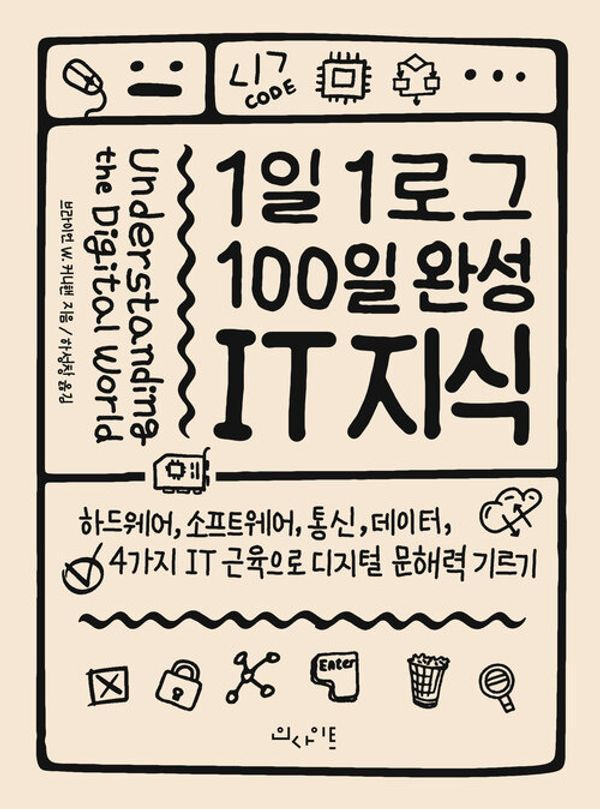 시그
CODE
1일 1로그
100일 완성
IT 지식
Understanding
the Digital World
브라이언 W. 커니핸 지음 / 하성창 옮김
하드웨어, 소프트웨어, 통신, 데이터,
4가지 IT 근육으로 디지털 문해력 기르기
Enter
인사이트